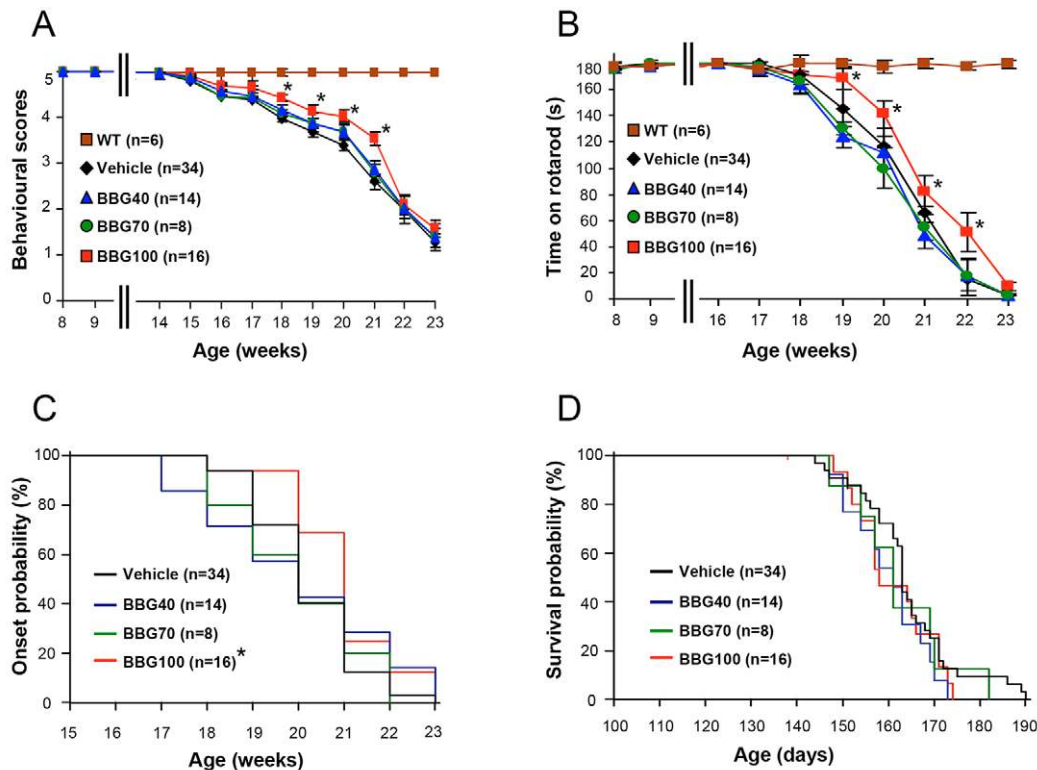 A
Behavioural scores
5
4
3
2
1
0
WT (n=6)
Vehicle (n=34)
BBG40 (n=14)
BBG70 (n=8)
BBG100 (n=16)
* * * *
8 9 14 15 16 17 18 19 20 21 22 23
Age (weeks)
B
Time on rotarod (s)
180
160
140
120
100
80
60
40
20
0
WT (n=6)
Vehicle (n=34)
BBG40 (n=14)
BBG70 (n=8)
BBG100 (n=16)
* * * *
8 9 16 17 18 19 20 21 22 23
Age (weeks)
C
Onset probability (%)
100
80
60
40
20
0
Vehicle (n=34)
BBG40 (n=14)
BBG70 (n=8)
BBG100 (n=16)*
15 15 17 18 19 20 21 22 23
Age (weeks)
D
Survival probability (%)
100
80
60
40
20
0
Vehicle (n=34)
BBG40 (n=14)
BBG70 (n=8)
BBG100 (n=16)
100 110 120 130 140 150 160 170 180 190
Age (days)